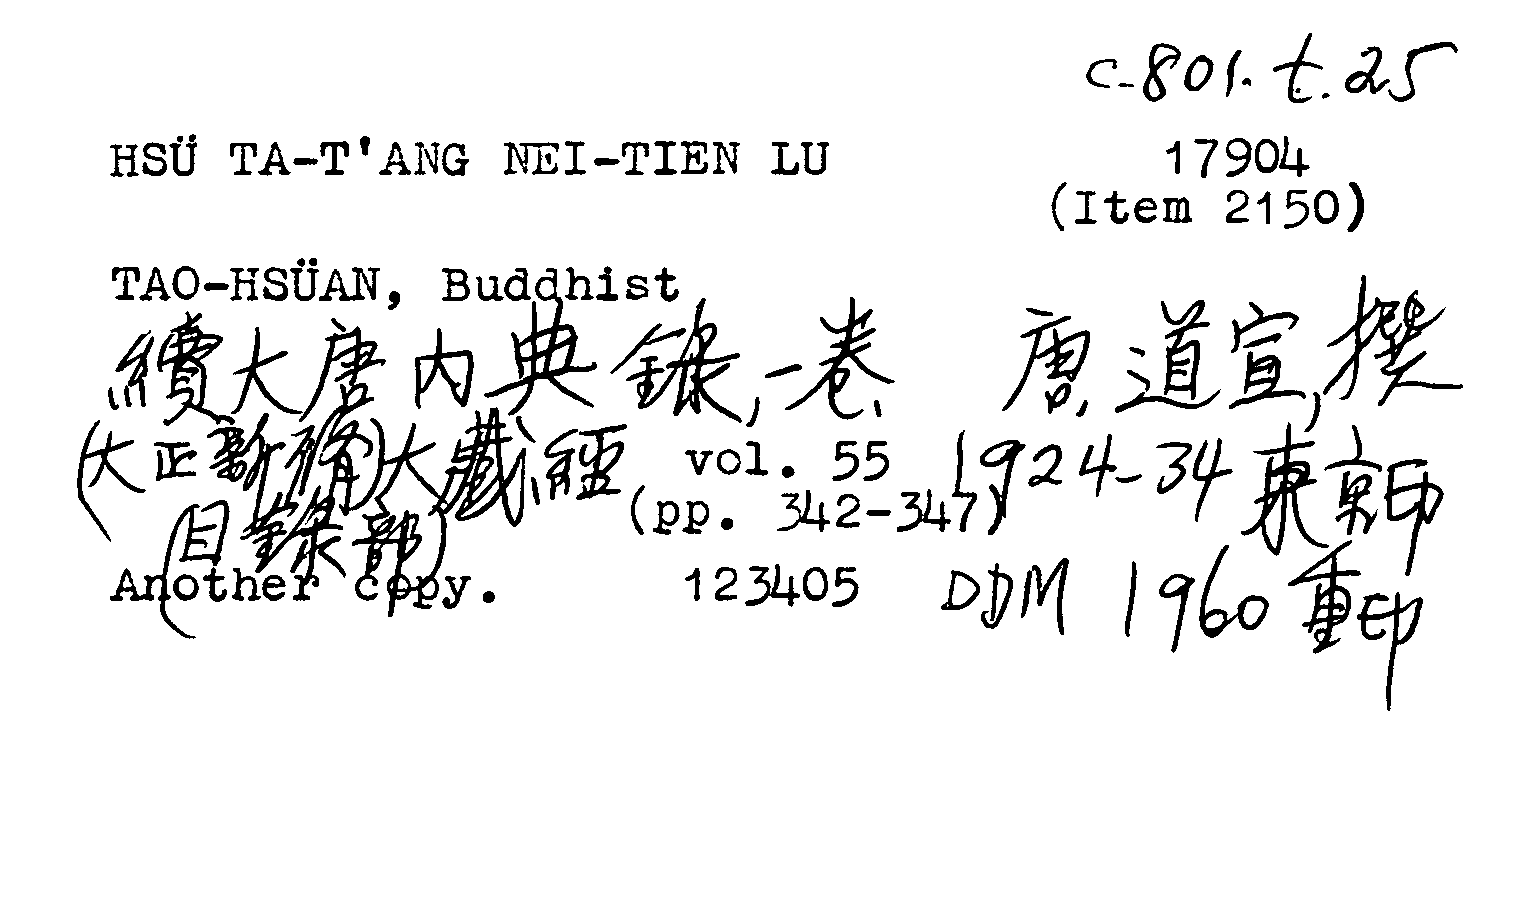 C.801.t.25
HSÜ TA-T'ANG NEI-TIEN LU 17904
(Item 2150)
TAO-HSÜAN, Buddhist
續大唐内典錄,一卷、 唐,道宣,撰
(大正新脩)大藏經 vol. 55 1924-34 東京印
(目錄部) (pp. 342-347)
Another copy. 123405 DDM 1960 重印